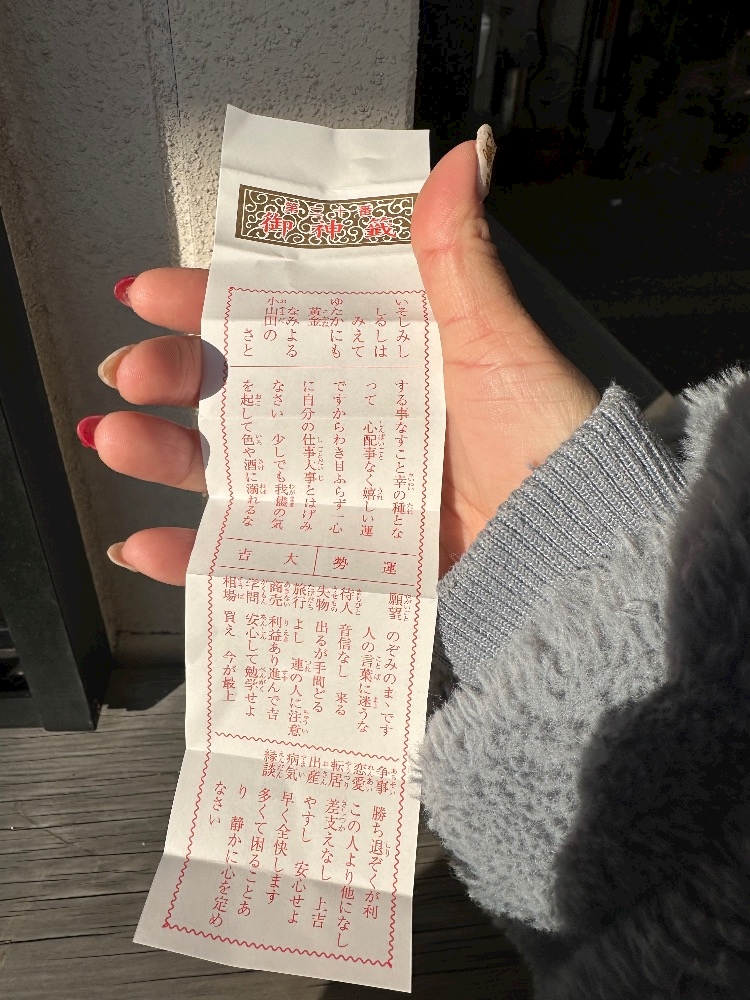 御神籤
いそしみし
しるしは
みえて
ゆたかにも
黄金
なみよる
小山田の
さと
する事なすこと幸の種とな
って 心配事なく嬉しい運
ですからわき目ふらず一心
に自分の仕事大事とはげみ
なさい 少しでも我儘の気
を起して色や酒に溺れるな
運勢 大吉
願望 のぞみのまゝです
人の言葉に迷うな
待人 音信なし 来る
失物 出るが手間どる
旅行 よし 連の人に注意
商売 利益あり進んで吉
学問 安心して勉学せよ
相場 買え 今が最上
争事 勝ち退ぞくが利
恋愛 この人より他になし
転居 差支えなし 上吉
出産 やすし 安心せよ
病気 早く全快します
縁談 多くて困ることあ
り 静かに心を定め
なさい